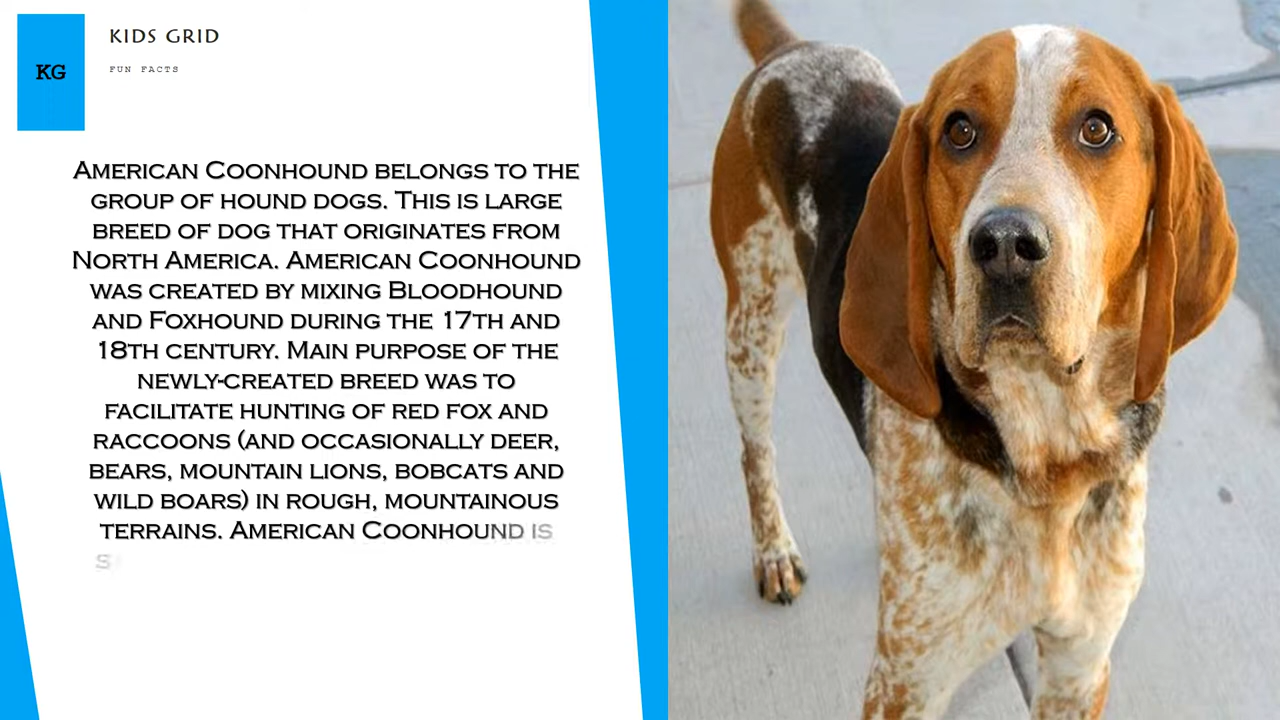 KG
KIDS GRID
FUN FACTS
AMERICAN COONHOUND BELONGS TO THE
GROUP OF HOUND DOGS. THIS IS LARGE
BREED OF DOG THAT ORIGINATES FROM
NORTH AMERICA. AMERICAN COONHOUND
WAS CREATED BY MIXING BLOODHOUND
AND FOXHOUND DURING THE 17TH AND
18TH CENTURY. MAIN PURPOSE OF THE
NEWLY-CREATED BREED WAS TO
FACILITATE HUNTING OF RED FOX AND
RACCOONS (AND OCCASIONALLY DEER,
BEARS, MOUNTAIN LIONS, BOBCATS AND
WILD BOARS) IN ROUGH, MOUNTAINOUS
TERRAINS. AMERICAN COONHOUND IS